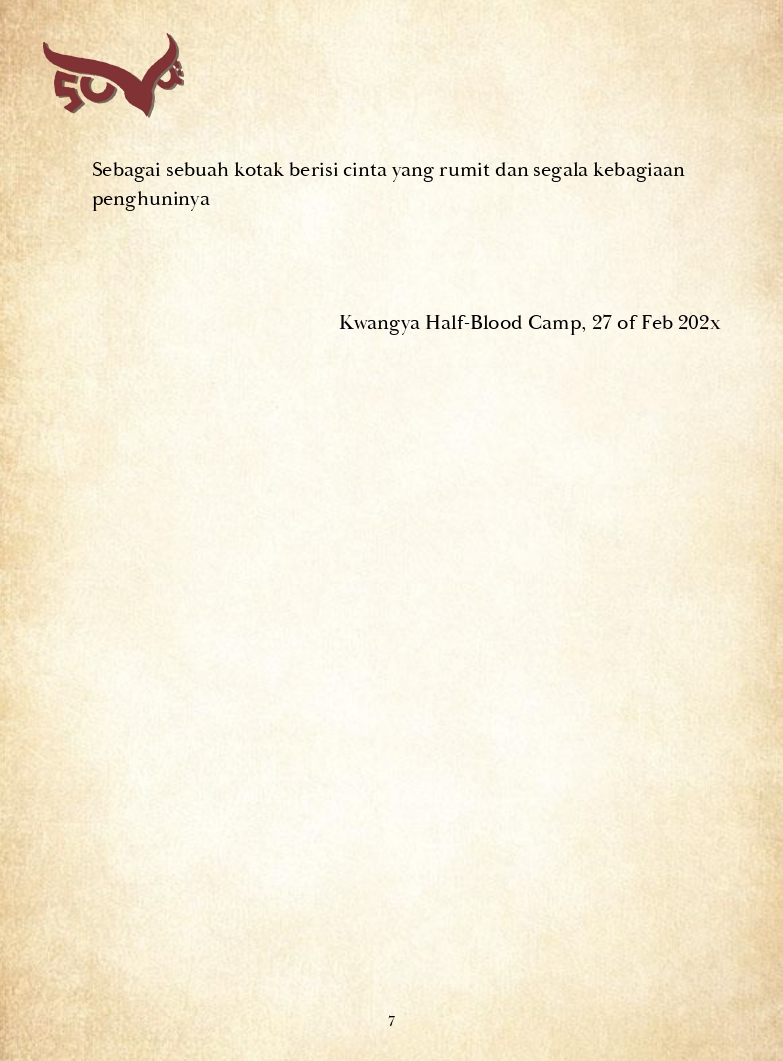 Sebagai sebuah kotak berisi cinta yang rumit dan segala kebagiaan
penghuninya
Kwangya Half-Blood Camp, 27 of Feb 202x
7